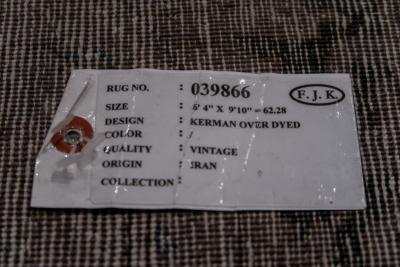 RUG NO. : 039866 F. J. K
SIZE : 6' 4" X 9'10" = 62.28
DESIGN : KERMAN OVER DYED
COLOR : /
QUALITY : VINTAGE
ORIGIN : IRAN
COLLECTION :